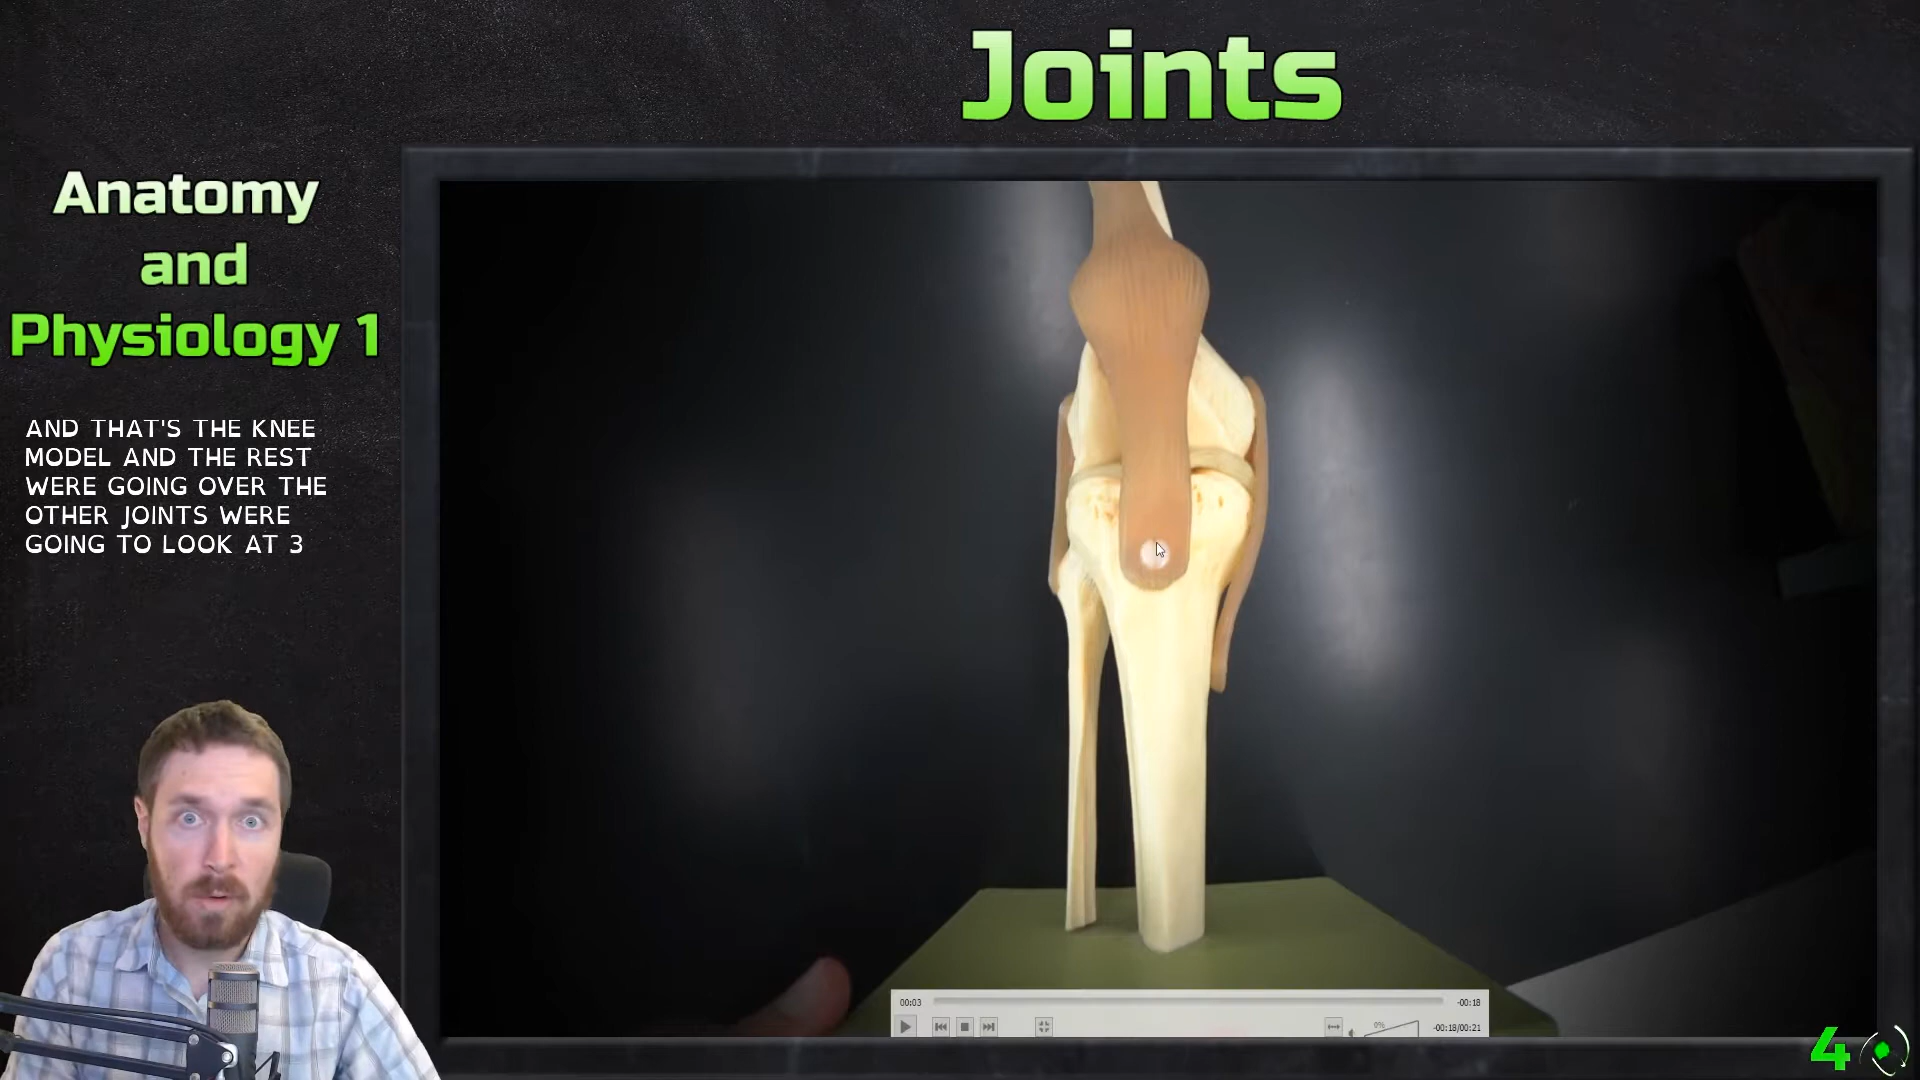 Joints
Anatomy
and
Physiology 1
AND THAT'S THE KNEE
MODEL AND THE REST
WERE GOING OVER THE
OTHER JOINTS WERE
GOING TO LOOK AT 3
00:03
-00:18
0%
-00:18/00:21
4